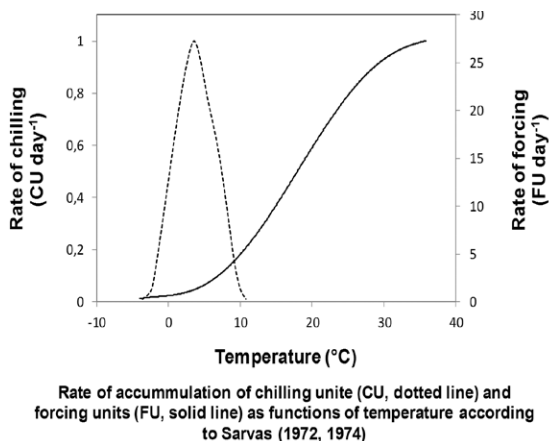 Rate of chilling
(CU day⁻¹)
1
0,8
0,6
0,4
0,2
0
30
25
20
15
10
5
0
Rate of forcing
(FU day⁻¹)
-10
0
10
20
30
40
Temperature (°C)
Rate of accummulation of chilling unite (CU, dotted line) and
forcing units (FU, solid line) as functions of temperature according
to Sarvas (1972, 1974)